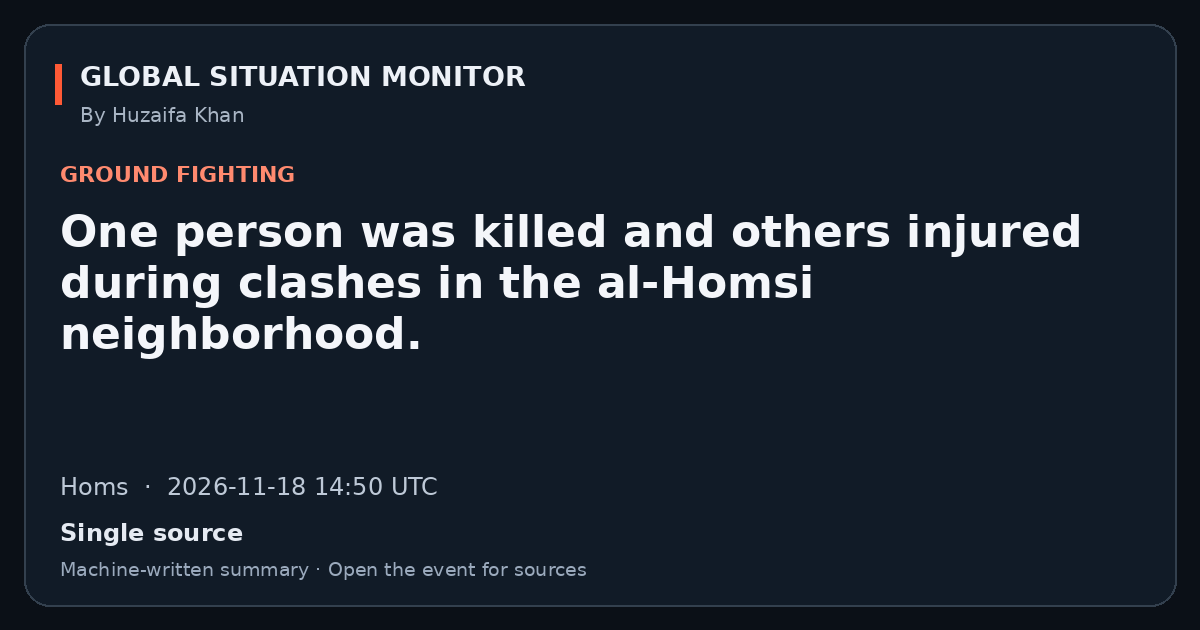 GLOBAL SITUATION MONITOR
By Huzaifa Khan
GROUND FIGHTING
One person was killed and others injured
during clashes in the al-Homsi
neighborhood.
Homs · 2026-11-18 14:50 UTC
Single source
Machine-written summary · Open the event for sources